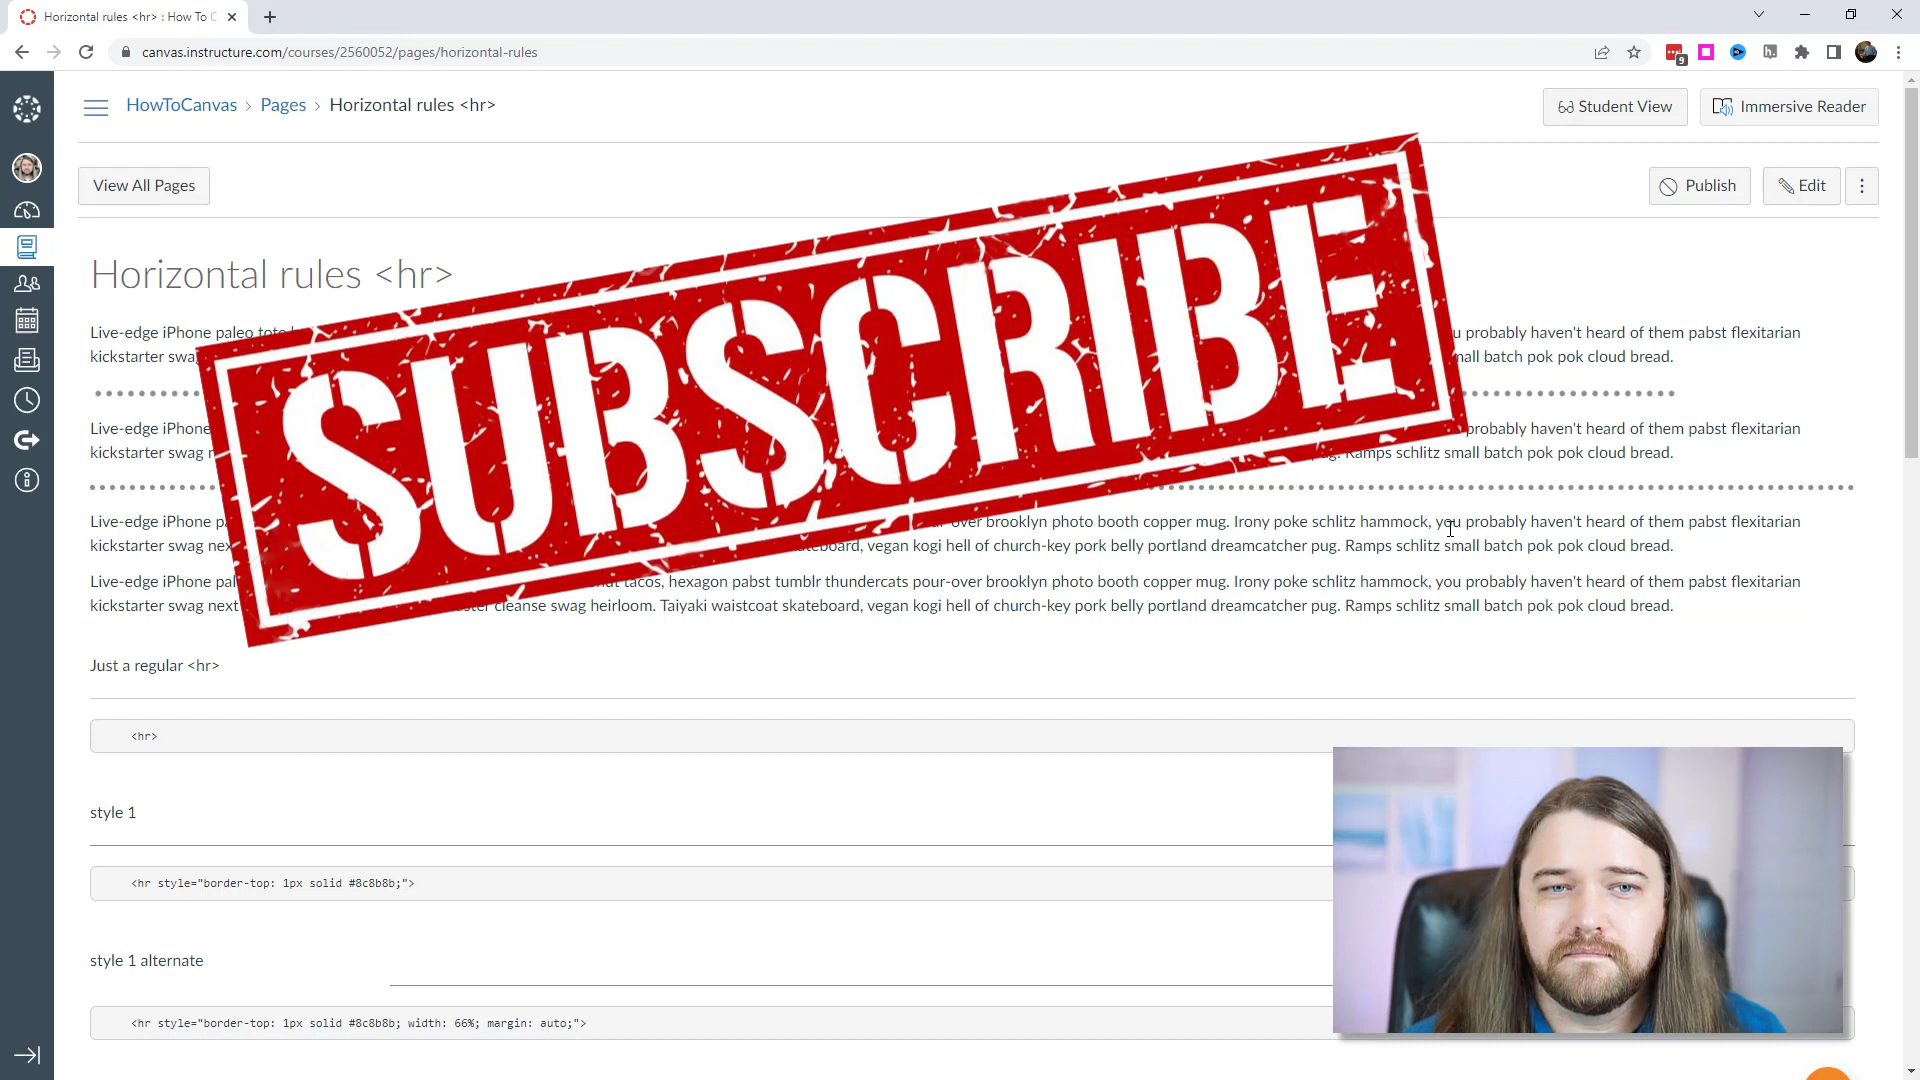 Horizontal rules <hr> : How To C
canvas.instructure.com/courses/2560052/pages/horizontal-rules
9
HowToCanvas › Pages › Horizontal rules <hr>
Student View
Immersive Reader
View All Pages
Publish
Edit
SUBSCRIBE
Horizontal rules <hr>
Live-edge iPhone paleo tote probably haven't heard of them pabst flexitarian
kickstarter small batch pok pok cloud bread.
Live-edge iPhone probably haven't heard of them pabst flexitarian
kickstarter swag Ramps schlitz small batch pok pok cloud bread.
Live-edge iPhone pour-over brooklyn photo booth copper mug. Irony poke schlitz hammock, you probably haven't heard of them pabst flexitarian
kickstarter swag skateboard, vegan kogi hell of church-key pork belly portland dreamcatcher pug. Ramps schlitz small batch pok pok cloud bread.
Live-edge iPhone tacos, hexagon pabst tumblr thundercats pour-over brooklyn photo booth copper mug. Irony poke schlitz hammock, you probably haven't heard of them pabst flexitarian
kickstarter swag next cleanse swag heirloom. Taiyaki waistcoat skateboard, vegan kogi hell of church-key pork belly portland dreamcatcher pug. Ramps schlitz small batch pok pok cloud bread.
Just a regular <hr>
<hr>
style 1
<hr style="border-top: 1px solid #8c8b8b;">
style 1 alternate
<hr style="border-top: 1px solid #8c8b8b; width: 66%; margin: auto;">